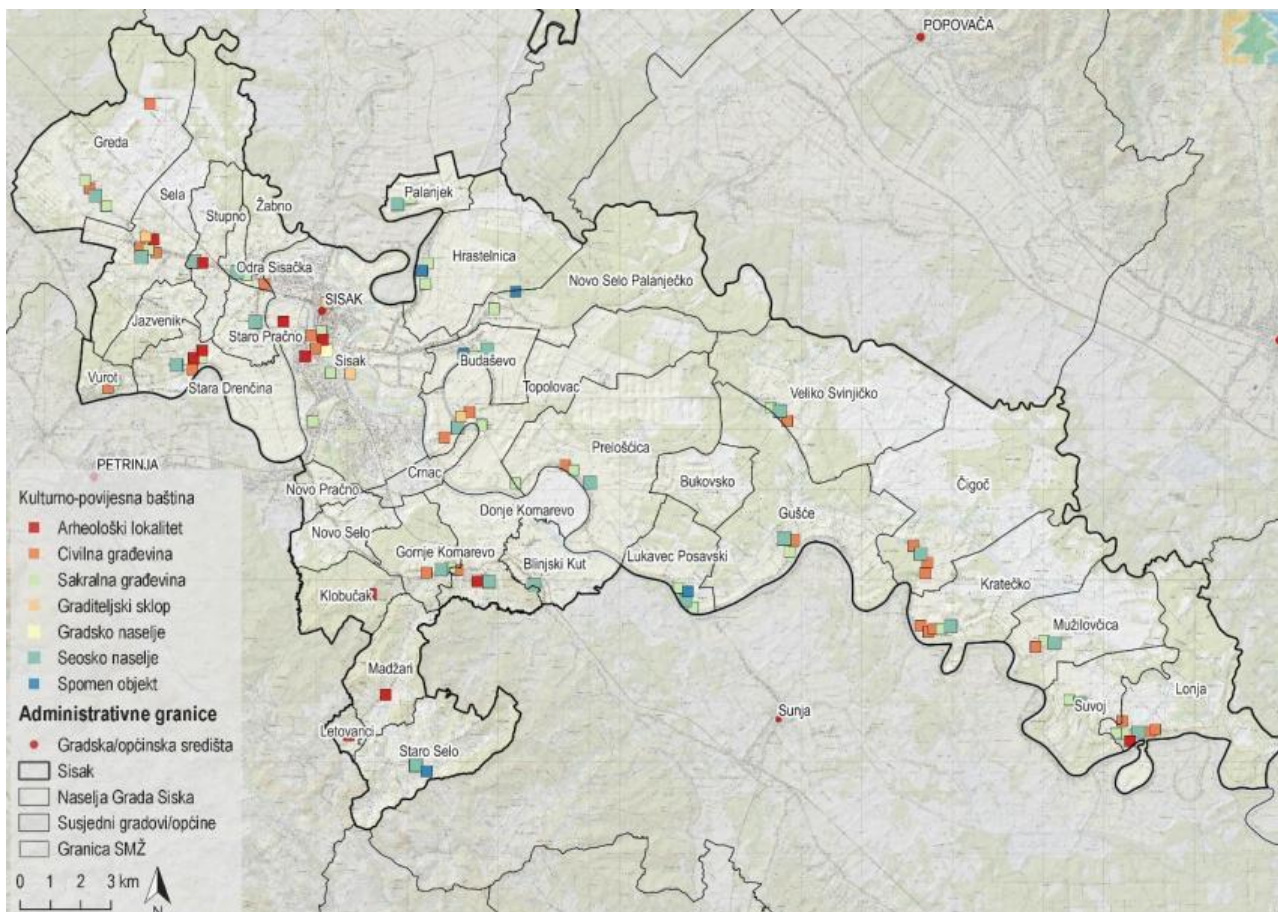 POPOVAČA
Greda
Palanjek
Sela
Stupno
Žabno
Hrastelnica
Odra Sisačka
Novo Selo Palanječko
SISAK
Jazvenik
Staro Pračno
Sisak
Budaševo
Vurot
Stara Drenčina
Topolovac
Veliko Svinjičko
PETRINJA
Crnac
Preloščica
Novo Pračno
Bukovsko
Čigoč
Donje Komarevo
Gušće
Novo Selo
Gornje Komarevo
Blinjski Kut
Lukavec Posavski
Kratečko
Klobučak
Mužilovčica
Madžari
Lonja
Suvoj
Sunja
Letovanci
Staro Selo
Kulturno-povijesna baština
Arheološki lokalitet
Civilna građevina
Sakralna građevina
Graditeljski sklop
Gradsko naselje
Seosko naselje
Spomen objekt
Administrativne granice
Gradska/općinska središta
Sisak
Naselja Grada Siska
Susjedni gradovi/općine
Granica SMŽ
0 1 2 3 km
N